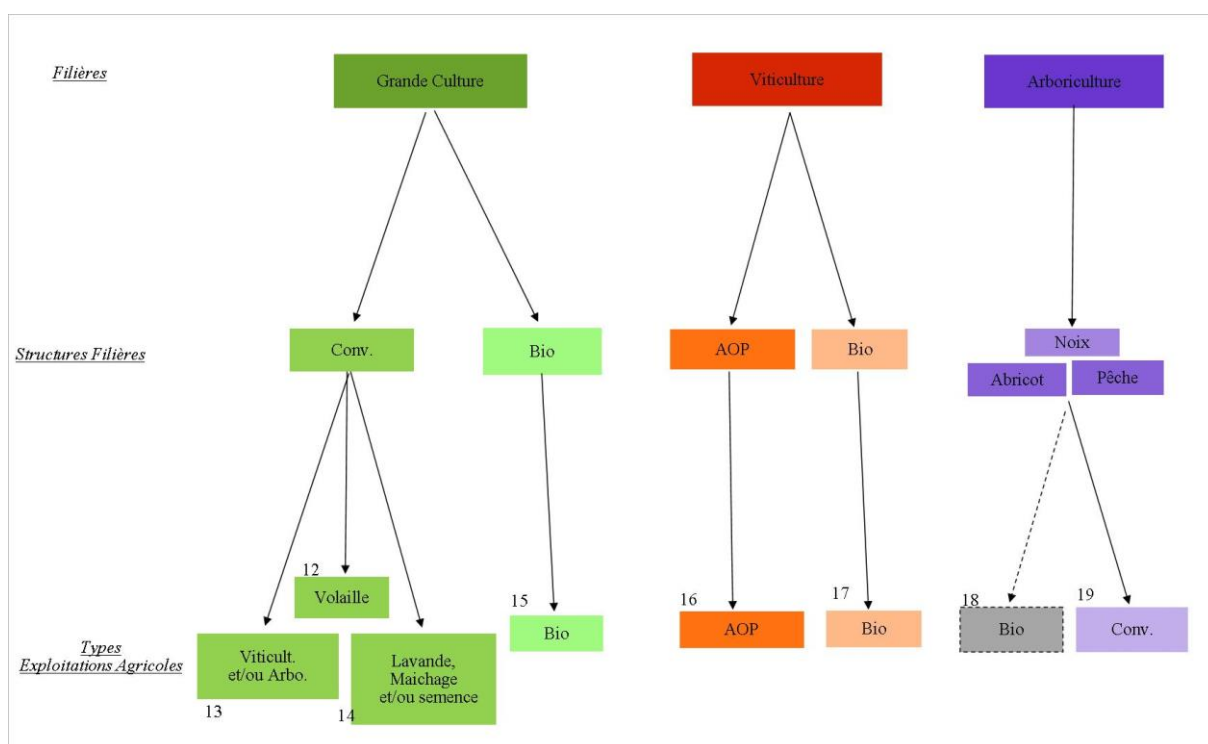 Filières
Grande Culture
Viticulture
Arboriculture
Structures Filières
Conv.
Bio
AOP
Bio
Noix
Abricot
Pêche
12
Volaille
15
Bio
16
AOP
17
Bio
18
Bio
19
Conv.
Types
Exploitations Agricoles
Viticult.
et/ou Arbo.
13
Lavande,
Maichage
et/ou semence
14